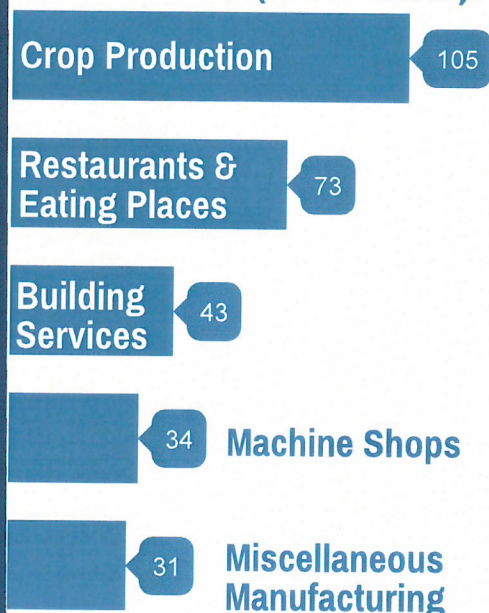 Crop Production
105
Restaurants &
Eating Places
73
Building
Services
43
34
Machine Shops
31
Miscellaneous
Manufacturing